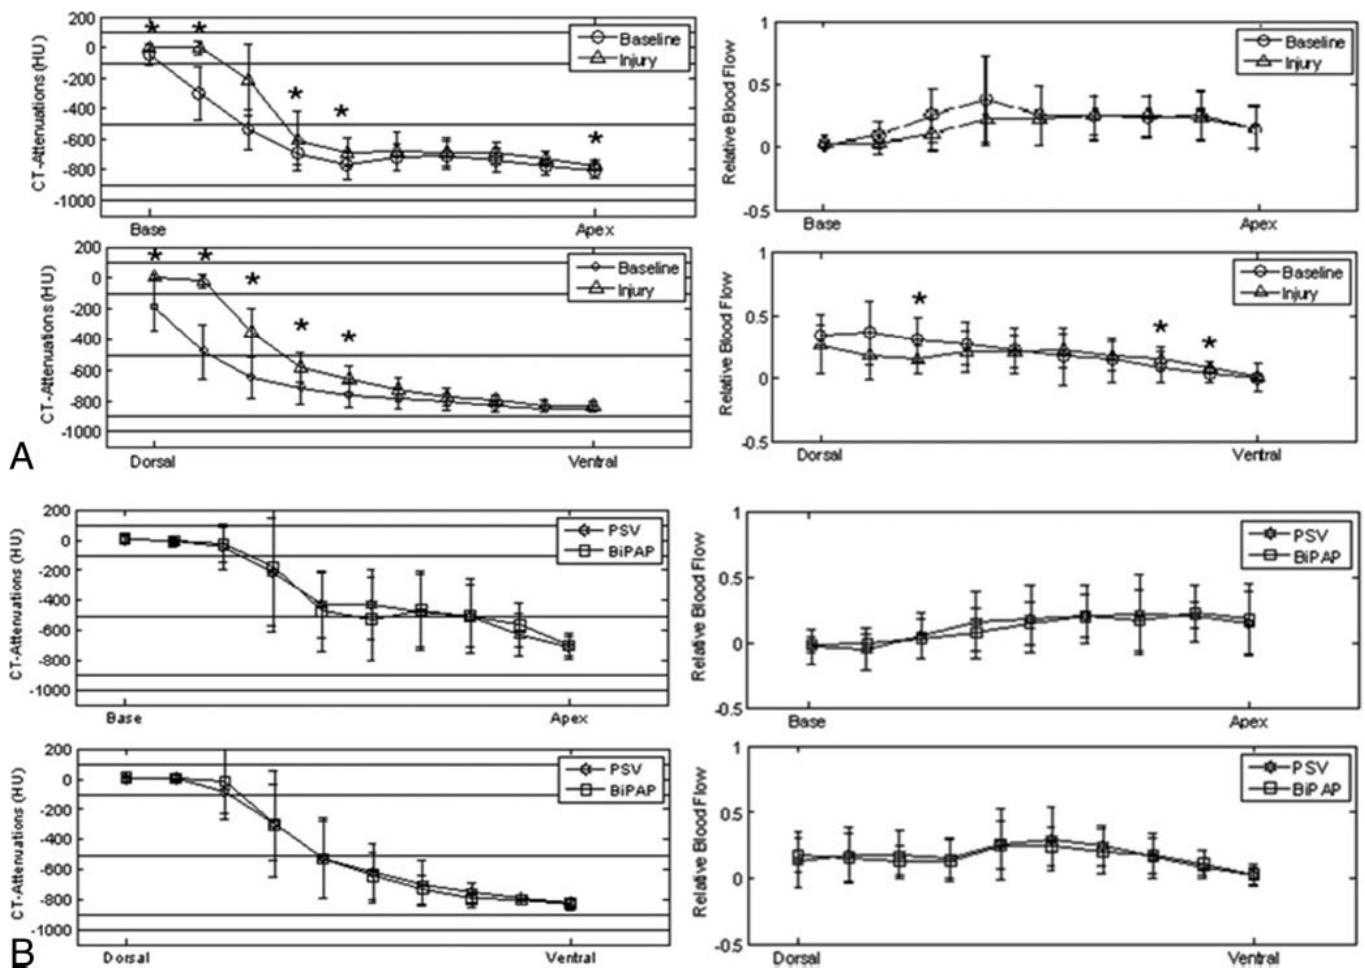 200
0
-200
-400
-600
-800
-1000
CT-Attenuations (HU)
* * * * *
Baseline
Injury
Base
Apex
1
0.5
0
-0.5
Relative Blood Flow
Baseline
Injury
Base
Apex
200
0
-200
-400
-600
-800
-1000
CT-Attenuations (HU)
* * * * *
Baseline
Injury
Dorsal
Ventral
1
0.5
0
-0.5
Relative Blood Flow
* * *
Baseline
Injury
Dorsal
Ventral
A
200
0
-200
-400
-600
-800
-1000
CT-Attenuations (HU)
PSV
BiPAP
Base
Apex
1
0.5
0
-0.5
Relative Blood Flow
PSV
BiPAP
Base
Apex
200
0
-200
-400
-600
-800
-1000
CT-Attenuations (HU)
PSV
BiPAP
Dorsal
Ventral
1
0.5
0
-0.5
Relative Blood Flow
PSV
BiPAP
Dorsal
Ventral
B